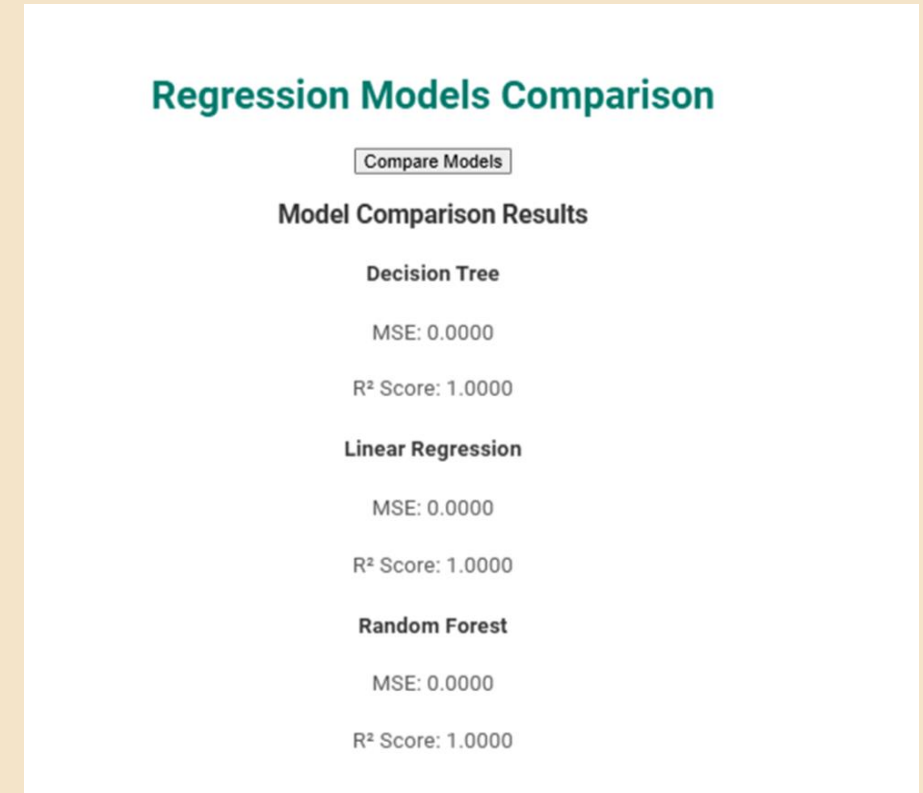 Regression Models Comparison
Compare Models
Model Comparison Results
Decision Tree
MSE: 0.0000
R² Score: 1.0000
Linear Regression
MSE: 0.0000
R² Score: 1.0000
Random Forest
MSE: 0.0000
R² Score: 1.0000